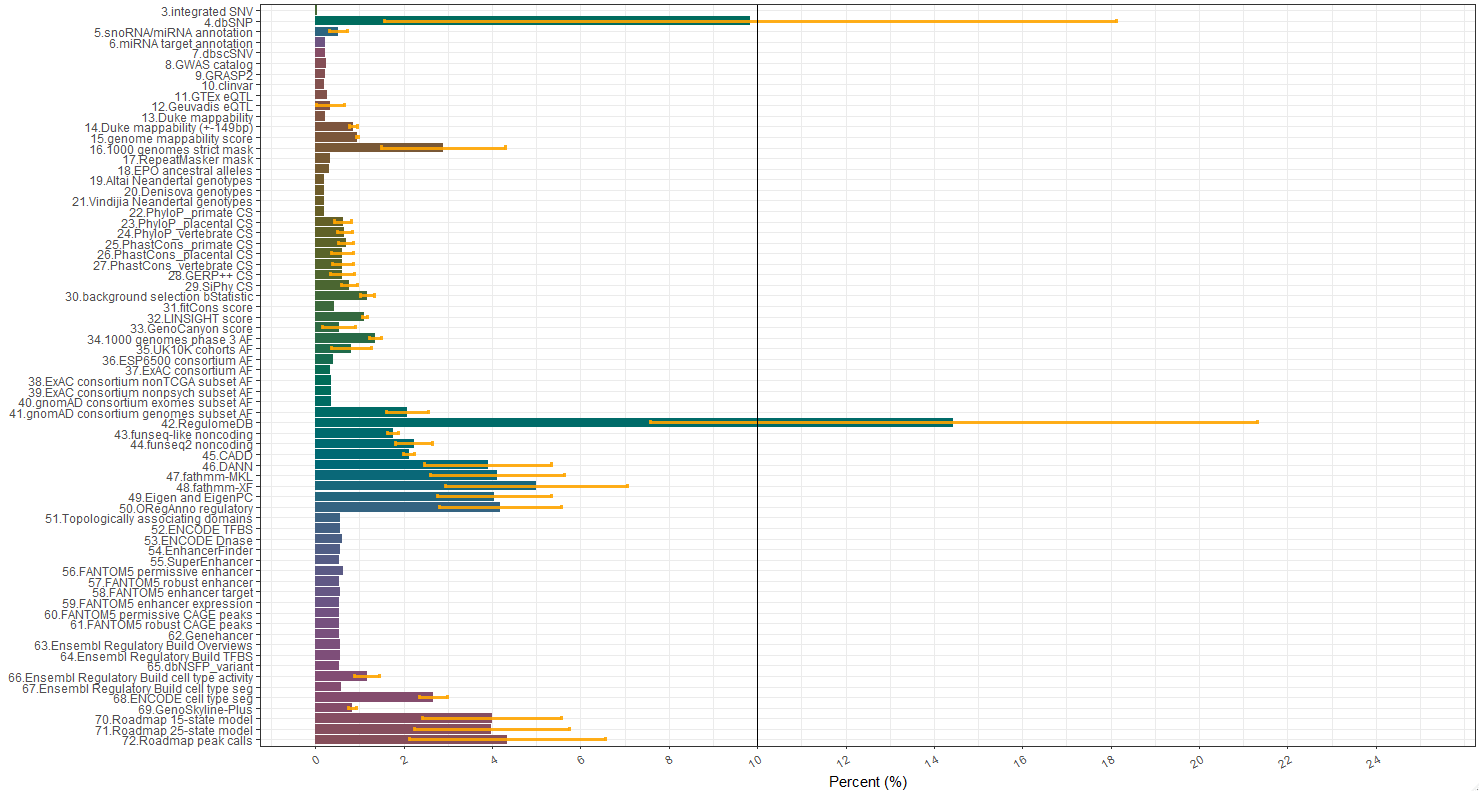 3.integrated SNV
4.dbSNP
5.snoRNA/miRNA annotation
6.miRNA target annotation
7.dbscSNV
8.GWAS catalog
9.GRASP2
10.clinvar
11.GTEx eQTL
12.Geuvadis eQTL
13.Duke mappability
14.Duke mappability (+-149bp)
15.genome mappability score
16.1000 genomes strict mask
17.RepeatMasker mask
18.EPO ancestral alleles
19.Altai Neandertal genotypes
20.Denisova genotypes
21.Vindijia Neandertal genotypes
22.PhyloP_primate CS
23.PhyloP_placental CS
24.PhyloP_vertebrate CS
25.PhastCons_primate CS
26.PhastCons_placental CS
27.PhastCons_vertebrate CS
28.GERP++ CS
29.SiPhy CS
30.background selection bStatistic
31.fitCons score
32.LINSIGHT score
33.GenoCanyon score
34.1000 genomes phase 3 AF
35.UK10K cohorts AF
36.ESP6500 consortium AF
37.ExAC consortium AF
38.ExAC consortium nonTCGA subset AF
39.ExAC consortium nonpsych subset AF
40.gnomAD consortium exomes subset AF
41.gnomAD consortium genomes subset AF
42.RegulomeDB
43.funseq-like noncoding
44.funseq2 noncoding
45.CADD
46.DANN
47.fathmm-MKL
48.fathmm-XF
49.Eigen and EigenPC
50.ORegAnno regulatory
51.Topologically associating domains
52.ENCODE TFBS
53.ENCODE Dnase
54.EnhancerFinder
55.SuperEnhancer
56.FANTOM5 permissive enhancer
57.FANTOM5 robust enhancer
58.FANTOM5 enhancer target
59.FANTOM5 enhancer expression
60.FANTOM5 permissive CAGE peaks
61.FANTOM5 robust CAGE peaks
62.Genehancer
63.Ensembl Regulatory Build Overviews
64.Ensembl Regulatory Build TFBS
65.dbNSFP_variant
66.Ensembl Regulatory Build cell type activity
67.Ensembl Regulatory Build cell type seg
68.ENCODE cell type seg
69.GenoSkyline-Plus
70.Roadmap 15-state model
71.Roadmap 25-state model
72.Roadmap peak calls
0 2 4 6 8 10 12 14 16 18 20 22 24
Percent (%)